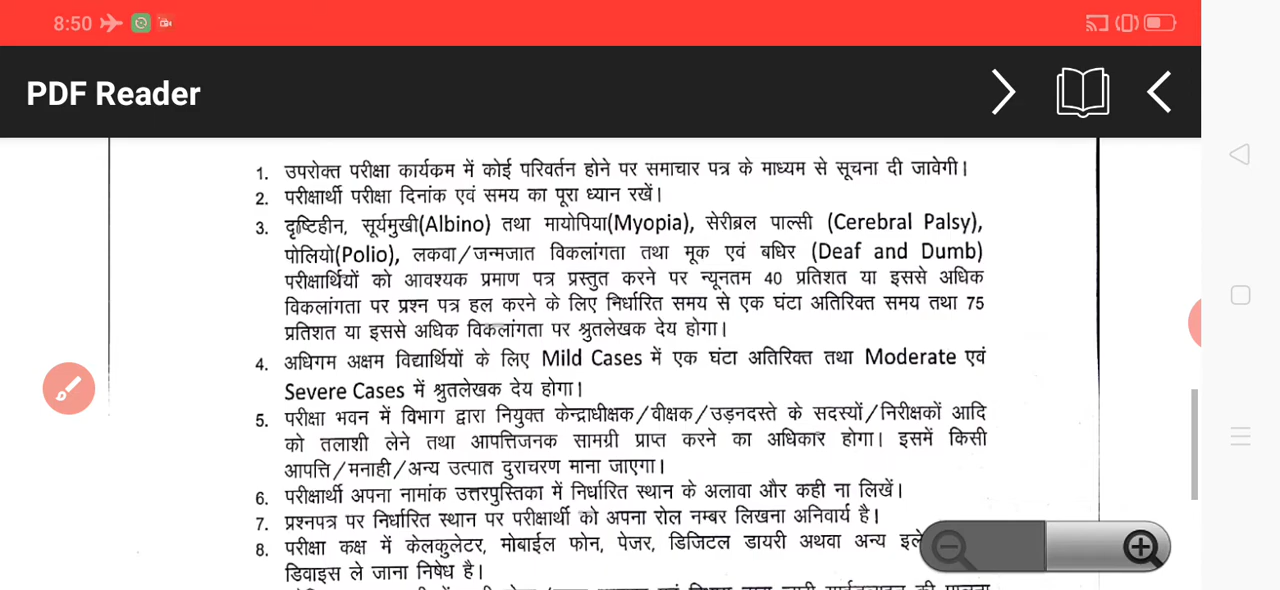 8:50
PDF Reader
1. उपरोक्त परीक्षा कार्यकम में कोई परिवर्तन होने पर समाचार पत्र के माध्यम से सूचना दी जावेगी।
2. परीक्षार्थी परीक्षा दिनांक एवं समय का पूरा ध्यान रखें।
3. दृष्टिहीन, सूर्यमुखी(Albino) तथा मायोपिया(Myopia), सेरीब्रल पाल्सी (Cerebral Palsy),
पोलियो(Polio), लकवा/जन्मजात विकलांगता तथा मूक एवं बधिर (Deaf and Dumb)
परीक्षार्थियों को आवश्यक प्रमाण पत्र प्रस्तुत करने पर न्यूनतम 40 प्रतिशत या इससे अधिक
विकलांगता पर प्रश्न पत्र हल करने के लिए निर्धारित समय से एक घंटा अतिरिक्त समय तथा 75
प्रतिशत या इससे अधिक विकलांगता पर श्रुतलेखक देय होगा।
4. अधिगम अक्षम विद्यार्थियों के लिए Mild Cases में एक घंटा अतिरिक्त तथा Moderate एवं
Severe Cases में श्रुतलेखक देय होगा।
5. परीक्षा भवन में विभाग द्वारा नियुक्त केन्द्राधीक्षक/वीक्षक/उड़नदस्ते के सदस्यों/निरीक्षकों आदि
को तलाशी लेने तथा आपत्तिजनक सामग्री प्राप्त करने का अधिकार होगा। इसमें किसी
आपत्ति/मनाही/अन्य उत्पात दुराचरण माना जाएगा।
6. परीक्षार्थी अपना नामांक उत्तरपुस्तिका में निर्धारित स्थान के अलावा और कही ना लिखें।
7. प्रश्नपत्र पर निर्धारित स्थान पर परीक्षार्थी को अपना रोल नम्बर लिखना अनिवार्य है।
8. परीक्षा कक्ष में केलकुलेटर, मोबाईल फोन, पेजर, डिजिटल डायरी अथवा अन्य इले
डिवाइस ले जाना निषेध है।